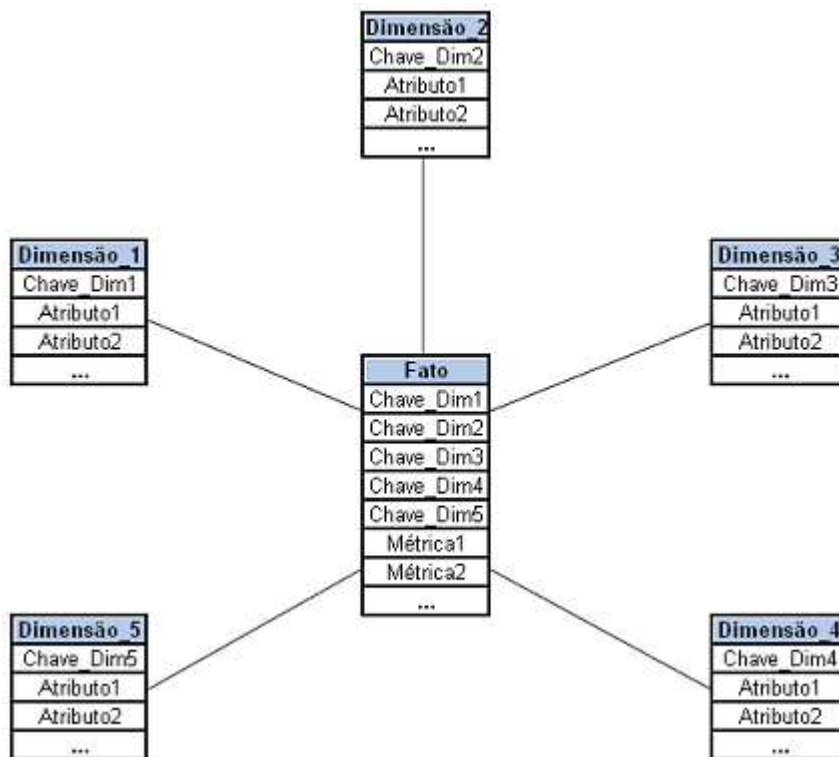 Dimensão_2
Chave_Dim2
Atributo1
Atributo2
...
Dimensão_1
Chave_Dim1
Atributo1
Atributo2
...
Dimensão_3
Chave_Dim3
Atributo1
Atributo2
...
Fato
Chave_Dim1
Chave_Dim2
Chave_Dim3
Chave_Dim4
Chave_Dim5
Métrica1
Métrica2
...
Dimensão_5
Chave_Dim5
Atributo1
Atributo2
...
Dimensão_4
Chave_Dim4
Atributo1
Atributo2
...